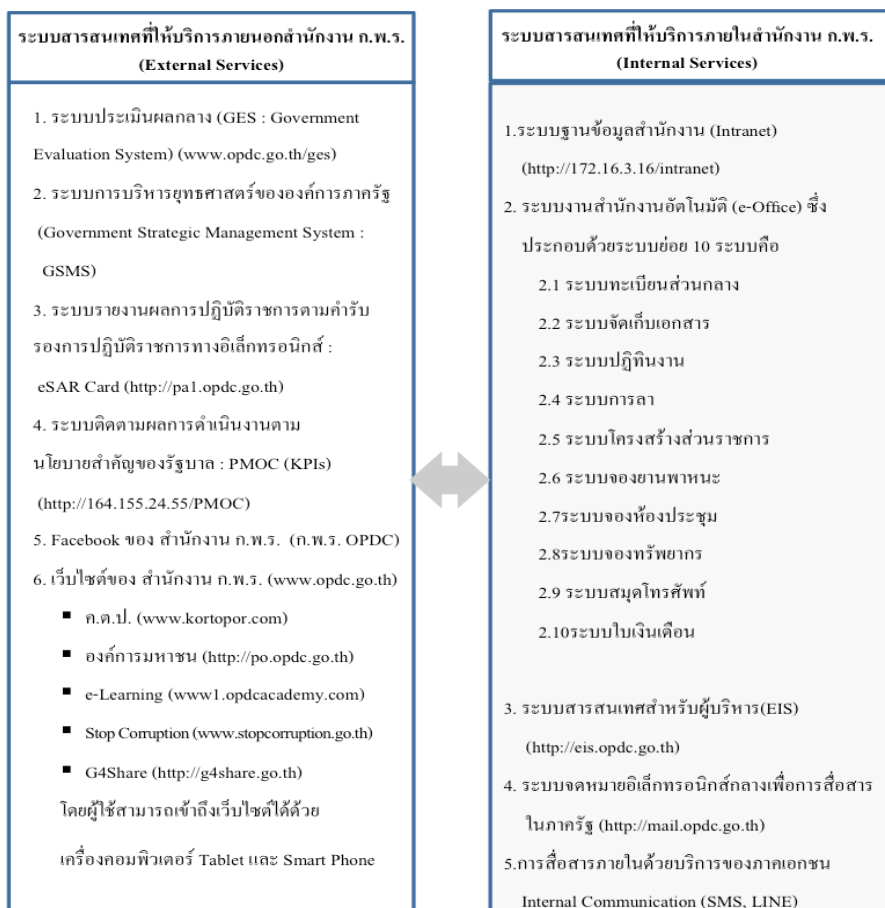 ระบบสารสนเทศที่ให้บริการภายนอกสำนักงาน ก.พ.ร.
(External Services)
1. ระบบประเมินผลกลาง (GES : Government
Evaluation System) (www.opdc.go.th/ges)
2. ระบบการบริหารยุทธศาสตร์ขององค์การภาครัฐ
(Government Strategic Management System :
GSMS)
3. ระบบรายงานผลการปฏิบัติราชการตามคำรับ
รองการปฏิบัติราชการทางอิเล็กทรอนิกส์ :
eSAR Card (http://pa1.opdc.go.th)
4. ระบบติดตามผลการดำเนินงานตาม
นโยบายสำคัญของรัฐบาล : PMOC (KPIs)
(http://164.155.24.55/PMOC)
5. Facebook ของ สำนักงาน ก.พ.ร. (ก.พ.ร. OPDC)
6. เว็บไซต์ของ สำนักงาน ก.พ.ร. (www.opdc.go.th)
▪ ค.ต.ป. (www.kortopor.com)
▪ องค์การมหาชน (http://po.opdc.go.th)
▪ e-Learning (www1.opdcacademy.com)
▪ Stop Corruption (www.stopcorruption.go.th)
▪ G4Share (http://g4share.go.th)
โดยผู้ใช้สามารถเข้าถึงเว็บไซต์ได้ด้วย
เครื่องคอมพิวเตอร์ Tablet และ Smart Phone
ระบบสารสนเทศที่ให้บริการภายในสำนักงาน ก.พ.ร.
(Internal Services)
1.ระบบฐานข้อมูลสำนักงาน (Intranet)
(http://172.16.3.16/intranet)
2. ระบบงานสำนักงานอัตโนมัติ (e-Office) ซึ่ง
ประกอบด้วยระบบย่อย 10 ระบบคือ
2.1 ระบบทะเบียนส่วนกลาง
2.2 ระบบจัดเก็บเอกสาร
2.3 ระบบปฏิทินงาน
2.4 ระบบการลา
2.5 ระบบโครงสร้างส่วนราชการ
2.6 ระบบจองยานพาหนะ
2.7ระบบจองห้องประชุม
2.8ระบบจองทรัพยากร
2.9 ระบบสมุดโทรศัพท์
2.10ระบบใบเงินเดือน
3. ระบบสารสนเทศสำหรับผู้บริหาร(EIS)
(http://eis.opdc.go.th)
4. ระบบจดหมายอิเล็กทรอนิกส์กลางเพื่อการสื่อสาร
ในภาครัฐ (http://mail.opdc.go.th)
5.การสื่อสารภายในด้วยบริการของภาคเอกชน
Internal Communication (SMS, LINE)